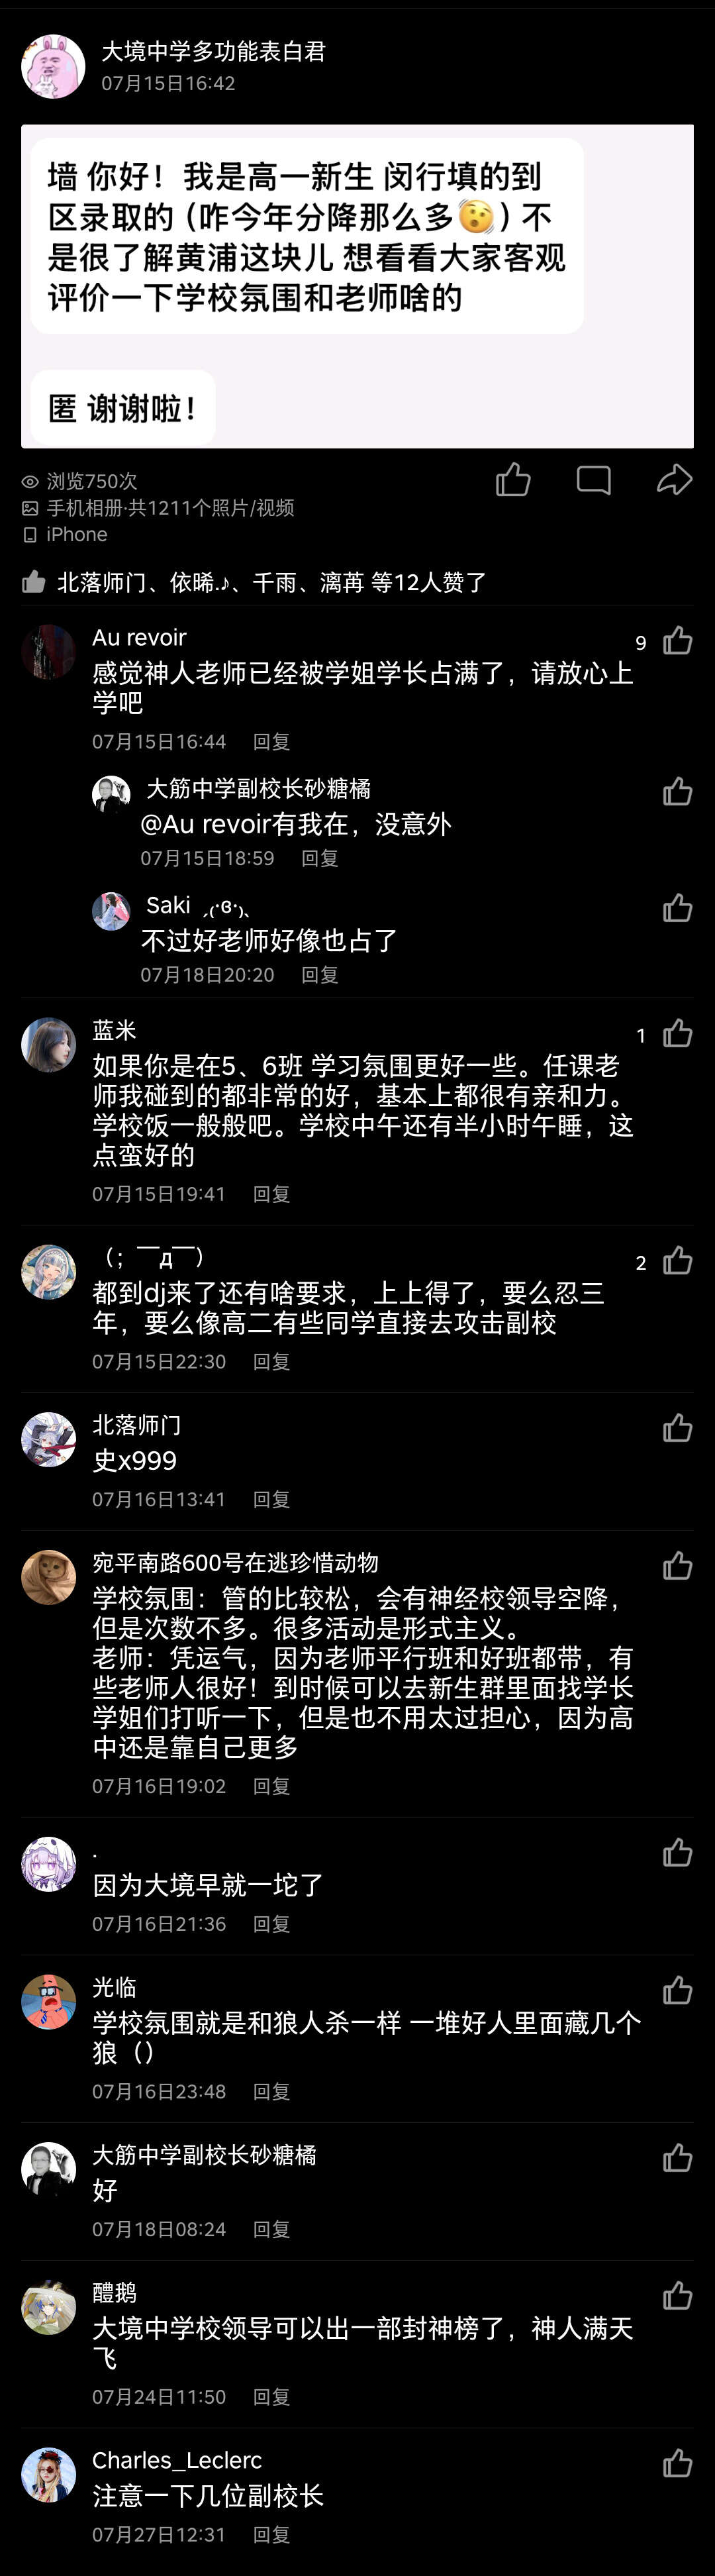 大境中学多功能表白君
07月15日16:42
墙 你好！我是高一新生 闵行填的到
区录取的（咋今年分降那么多🫨）不
是很了解黄浦这块儿 想看看大家客观
评价一下学校氛围和老师啥的
匿 谢谢啦！
浏览750次
手机相册·共1211个照片/视频
iPhone
北落师门、依晞.♪、千雨、漓苒 等12人赞了
Au revoir
9
感觉神人老师已经被学姐学长占满了，请放心上
学吧
07月15日16:44 回复
大筋中学副校长砂糖橘
@Au revoir有我在，没意外
07月15日18:59 回复
Saki
不过好老师好像也占了
07月18日20:20 回复
蓝米
1
如果你是在5、6班 学习氛围更好一些。任课老
师我碰到的都非常的好，基本上都很有亲和力。
学校饭一般般吧。学校中午还有半小时午睡，这
点蛮好的
07月15日19:41 回复
（；￣д￣）
2
都到dj来了还有啥要求，上上得了，要么忍三
年，要么像高二有些同学直接去攻击副校
07月15日22:30 回复
北落师门
史x999
07月16日13:41 回复
宛平南路600号在逃珍惜动物
学校氛围：管的比较松，会有神经校领导空降，
但是次数不多。很多活动是形式主义。
老师：凭运气，因为老师平行班和好班都带，有
些老师人很好！到时候可以去新生群里面找学长
学姐们打听一下，但是也不用太过担心，因为高
中还是靠自己更多
07月16日19:02 回复
.
因为大境早就一坨了
07月16日21:36 回复
光临
学校氛围就是和狼人杀一样 一堆好人里面藏几个
狼（）
07月16日23:48 回复
大筋中学副校长砂糖橘
好
07月18日08:24 回复
醴鹅
大境中学校领导可以出一部封神榜了，神人满天
飞
07月24日11:50 回复
Charles_Leclerc
注意一下几位副校长
07月27日12:31 回复